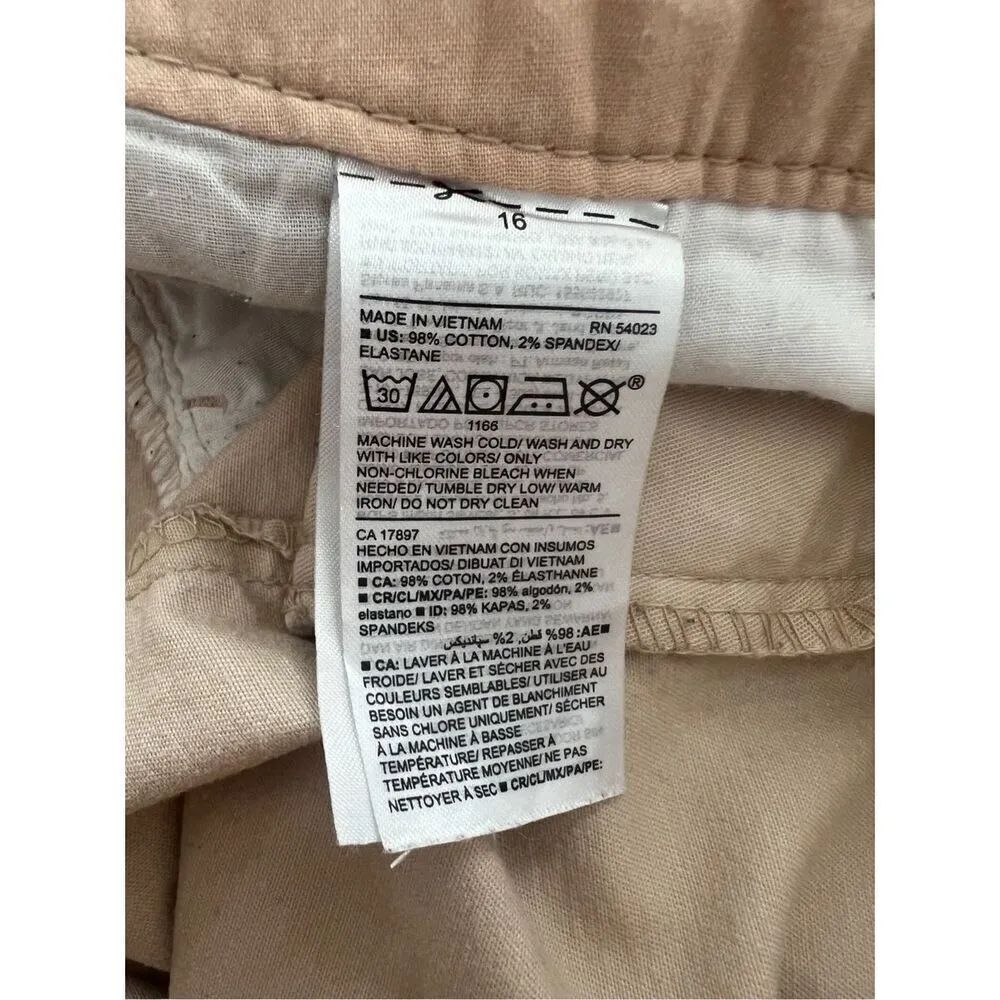 16
MADE IN VIETNAM RN 54023
■ US: 98% COTTON, 2% SPANDEX/
ELASTANE
30 ®
1166
MACHINE WASH COLD/ WASH AND DRY
WITH LIKE COLORS/ ONLY
NON-CHLORINE BLEACH WHEN
NEEDED/ TUMBLE DRY LOW/ WARM
IRON/ DO NOT DRY CLEAN
CA 17897
HECHO EN VIETNAM CON INSUMOS
IMPORTADOS/ DIBUAT DI VIETNAM
■ CA: 98% COTON, 2% ÉLASTHANNE
■ CR/CL/MX/PA/PE: 98% algodón, 2%
elastano ■ ID: 98% KAPAS, 2%
SPANDEKS
■AE: 98% قطن, 2% سباندیکس
■ CA: LAVER À LA MACHINE À L'EAU
FROIDE/ LAVER ET SÉCHER AVEC DES
COULEURS SEMBLABLES/ UTILISER AU
BESOIN UN AGENT DE BLANCHIMENT
SANS CHLORE UNIQUEMENT/ SÉCHER
À LA MACHINE À BASSE
TEMPÉRATURE/ REPASSER À
TEMPÉRATURE MOYENNE/ NE PAS
NETTOYER À SEC ■ CR/CL/MX/PA/PE: